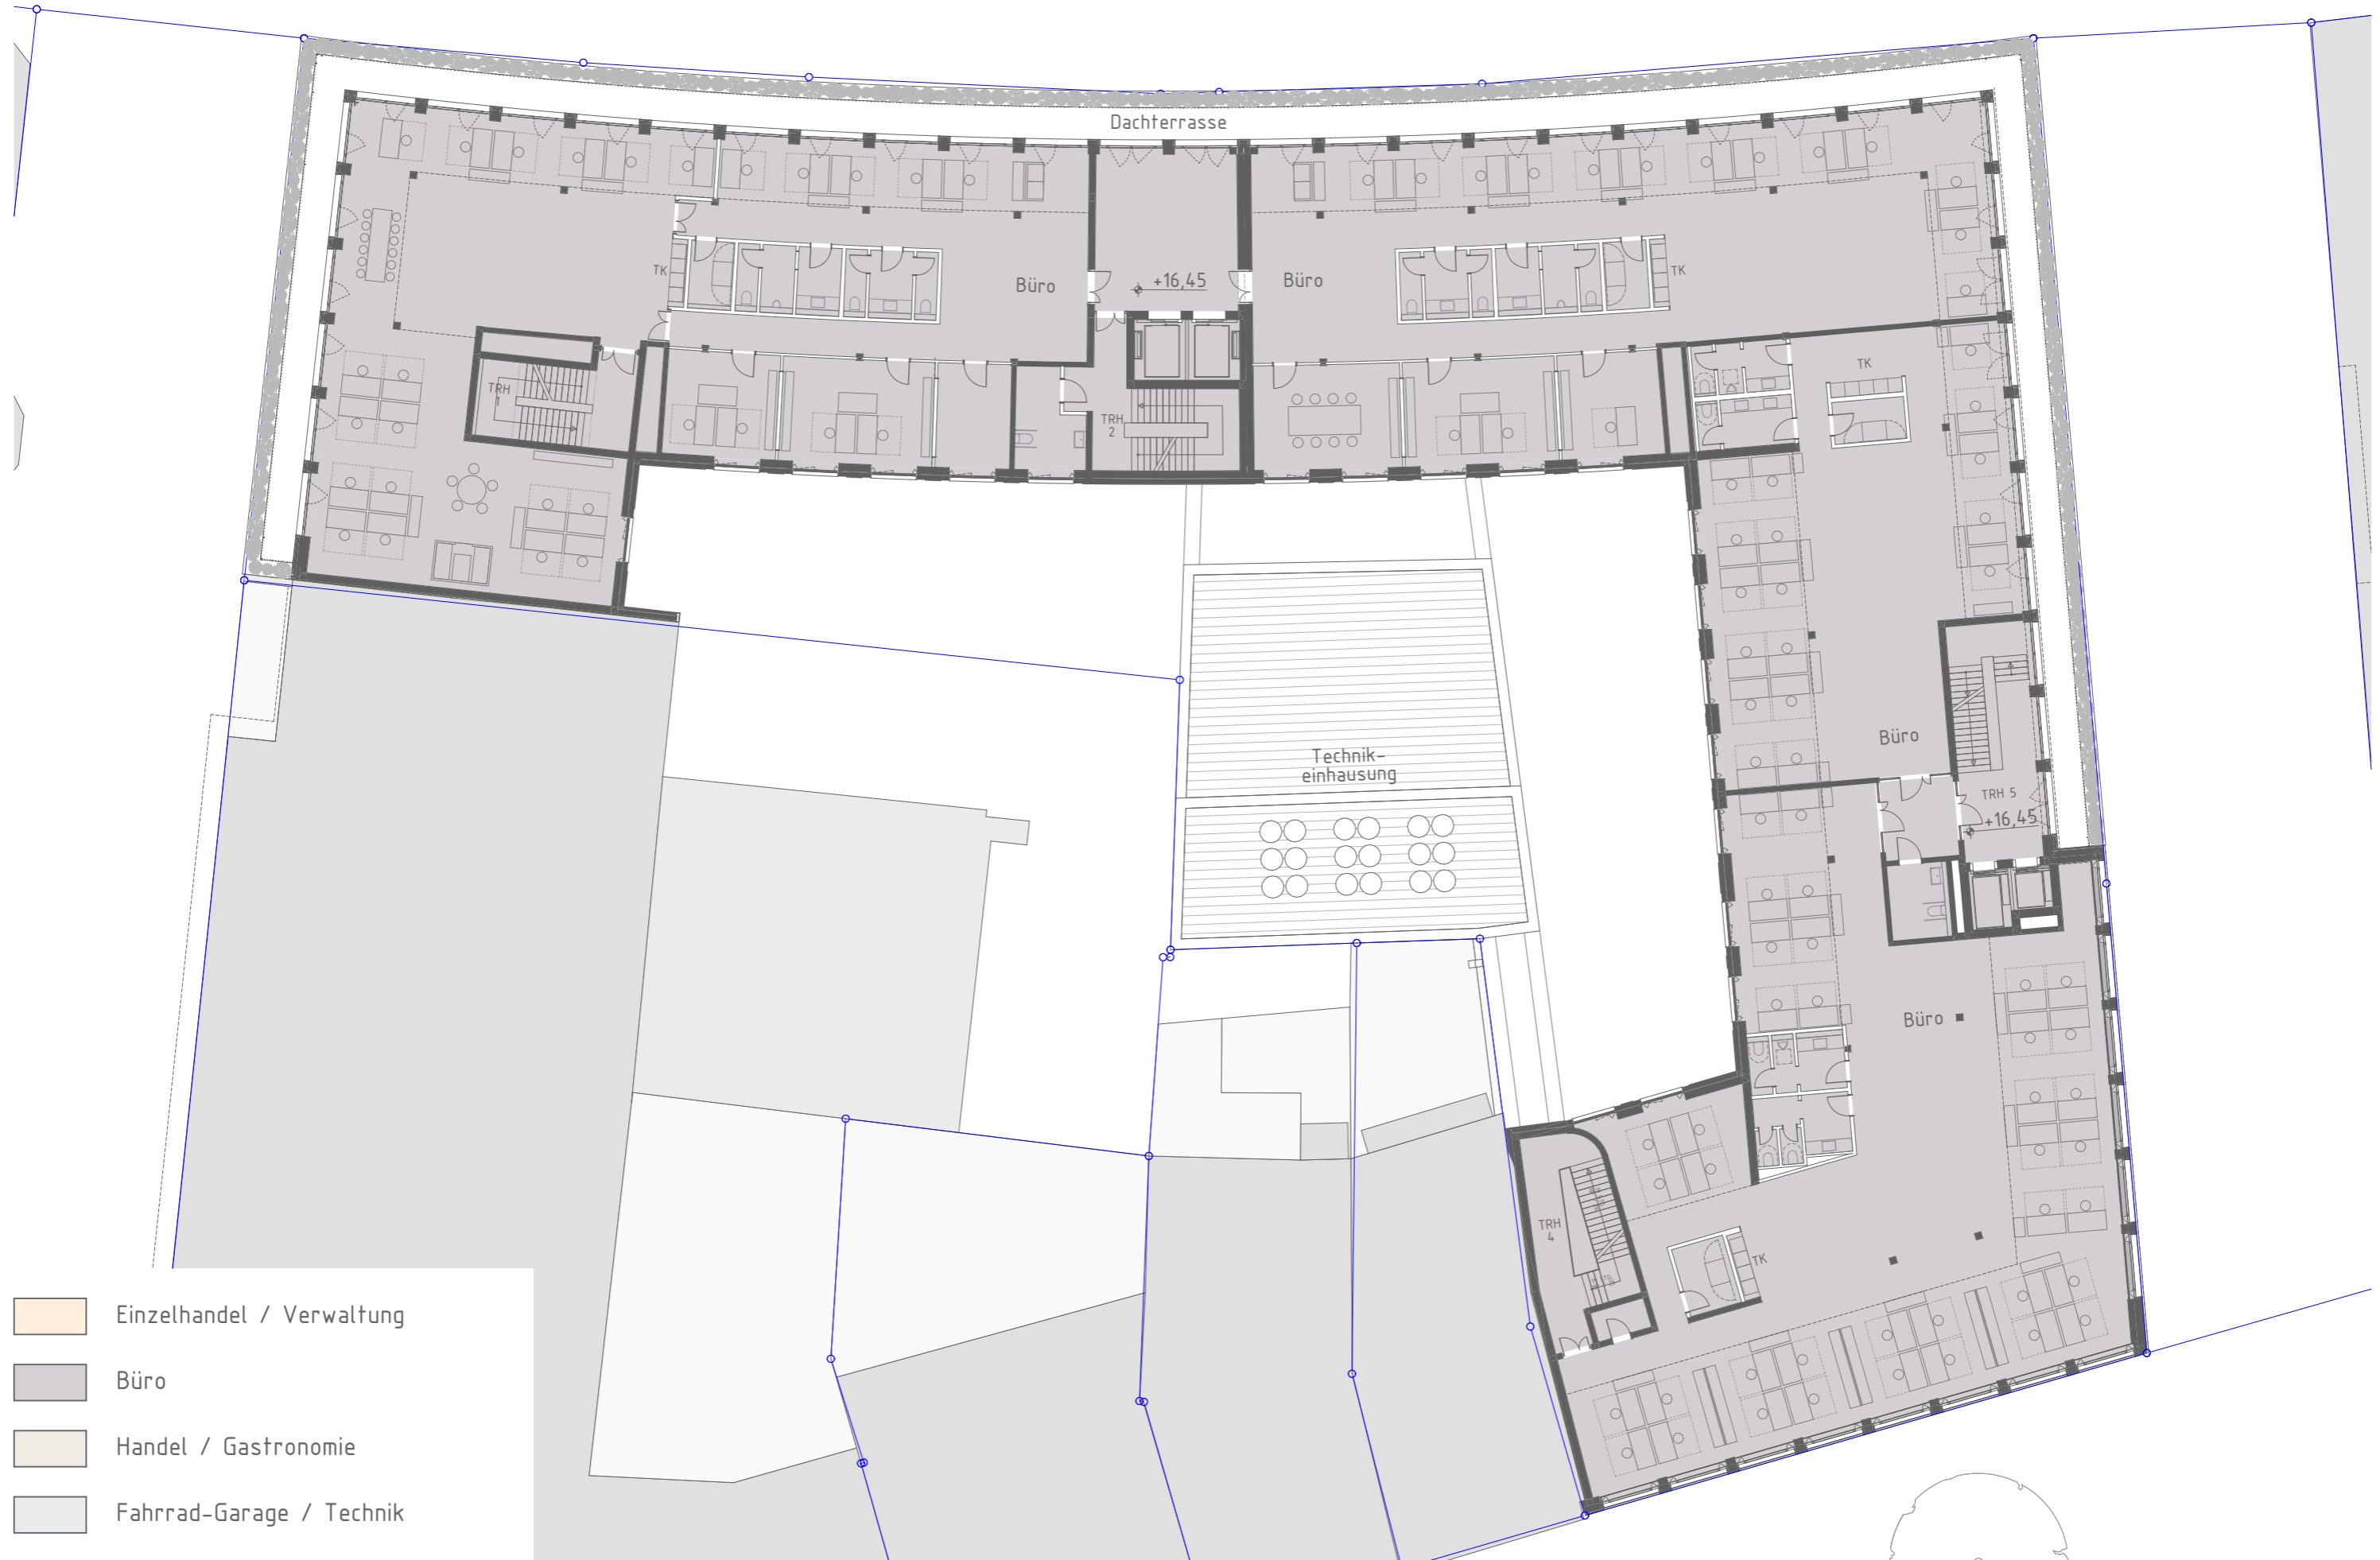 Dachterrasse
TK
Büro
+16,45
Büro
TK
TRH
1
TRH
2
TK
Technik-
einhausung
Büro
TRH 5
+16,45
Büro
TRH
4
TK
Einzelhandel / Verwaltung
Büro
Handel / Gastronomie
Fahrrad-Garage / Technik